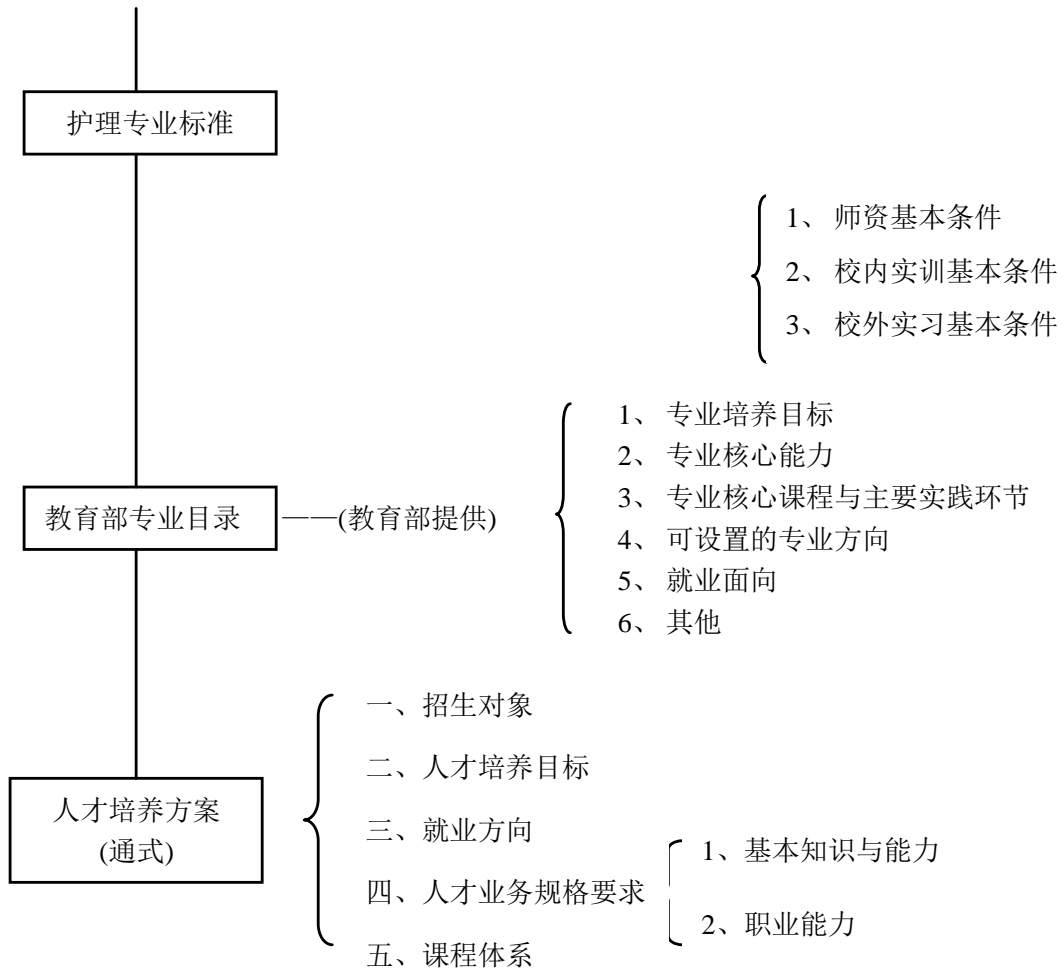 护理专业标准
1、 师资基本条件
2、 校内实训基本条件
3、 校外实习基本条件
教育部专业目录
——(教育部提供)
1、 专业培养目标
2、 专业核心能力
3、 专业核心课程与主要实践环节
4、 可设置的专业方向
5、 就业面向
6、 其他
人才培养方案
(通式)
一、招生对象
二、人才培养目标
三、就业方向
四、人才业务规格要求
1、基本知识与能力
2、职业能力
五、课程体系